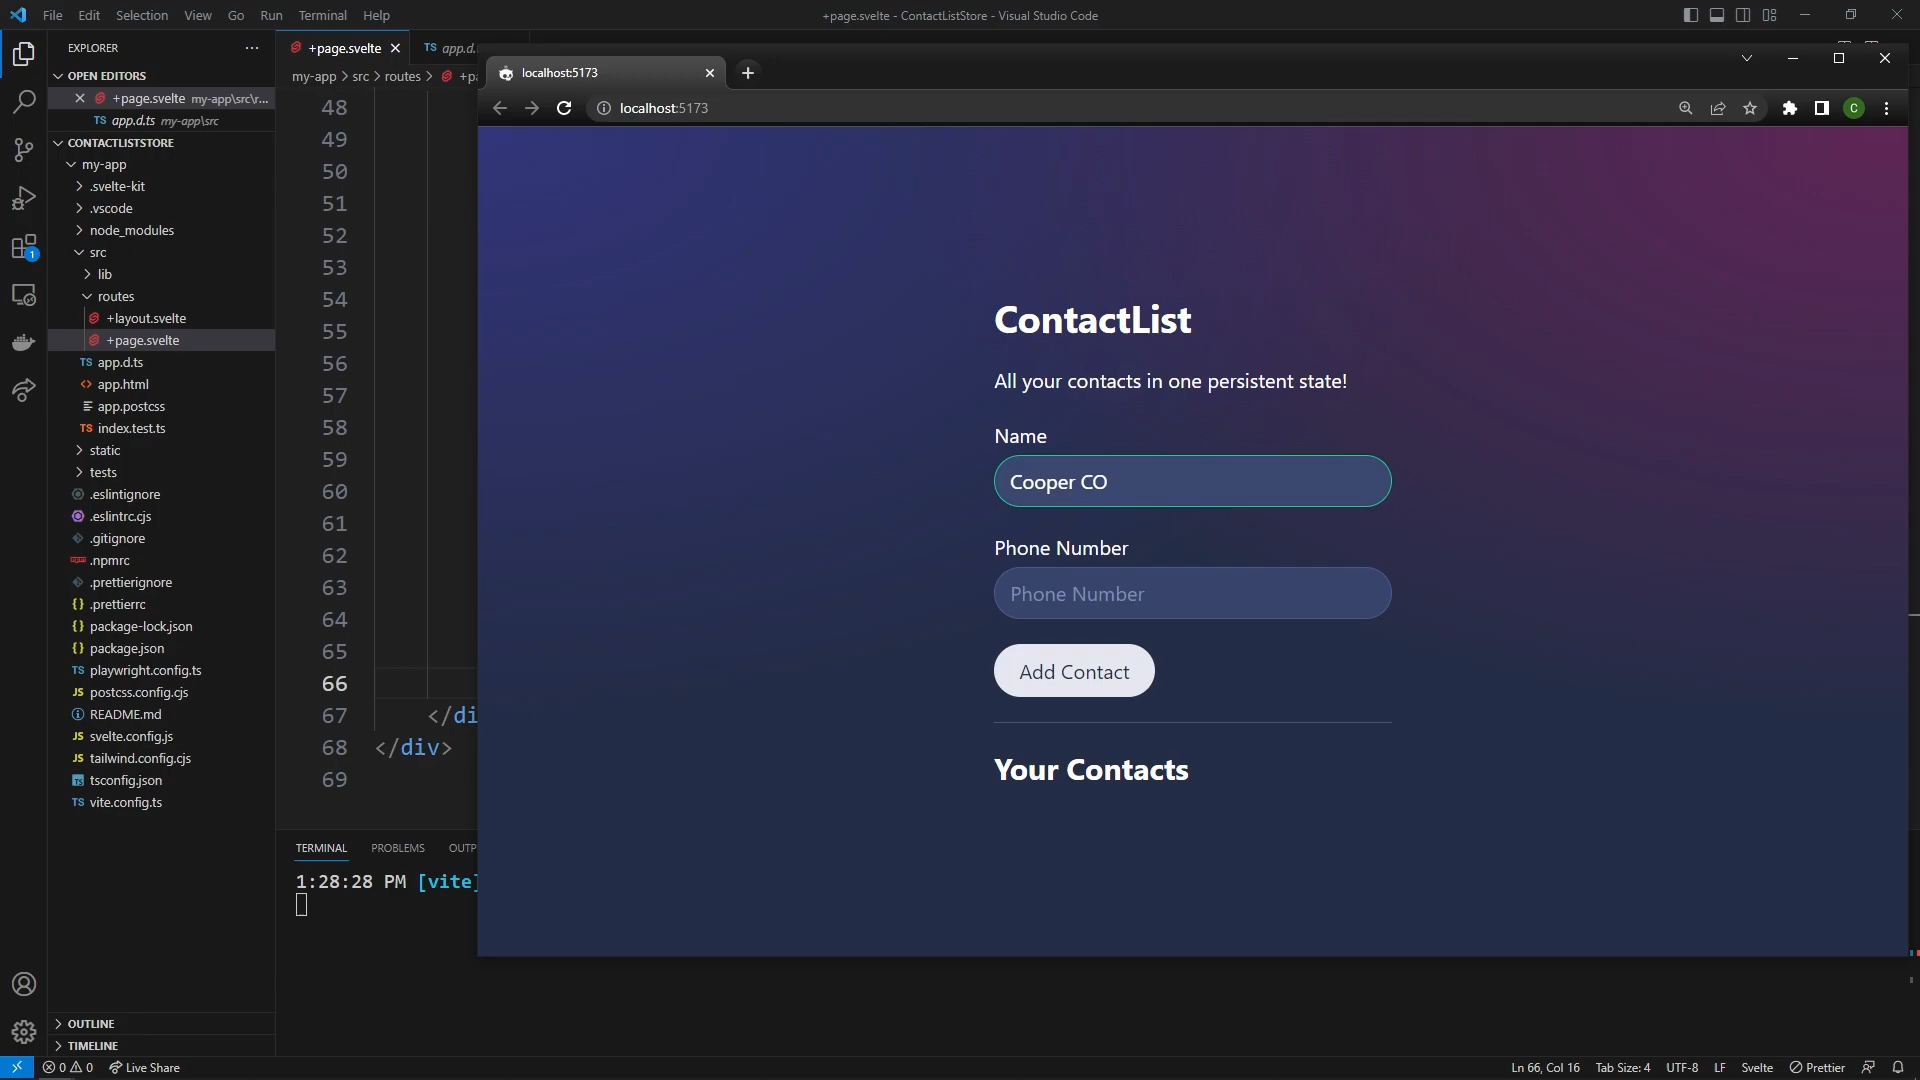 File Edit Selection View Go Run Terminal Help
+page.svelte - ContactListStore - Visual Studio Code
EXPLORER
OPEN EDITORS
+page.svelte my-app\src\r...
TS app.d.ts my-app\src
CONTACTLISTSTORE
my-app
.svelte-kit
.vscode
node_modules
src
lib
routes
+layout.svelte
+page.svelte
TS app.d.ts
<> app.html
app.postcss
TS index.test.ts
static
tests
.eslintignore
.eslintrc.cjs
.gitignore
.npmrc
.prettierignore
{} .prettierrc
{} package-lock.json
{} package.json
TS playwright.config.ts
JS postcss.config.cjs
README.md
JS svelte.config.js
JS tailwind.config.cjs
TS tsconfig.json
TS vite.config.ts
OUTLINE
TIMELINE
1
+page.svelte
TS app.d.
my-app > src > routes >
48
49
50
51
52
53
54
55
56
57
58
59
60
61
62
63
64
65
66
67 </di
68 </div>
69
TERMINAL PROBLEMS OUTP
1:28:28 PM [vite]
localhost:5173
localhost:5173
C
ContactList
All your contacts in one persistent state!
Name
Cooper CO
Phone Number
Phone Number
Add Contact
Your Contacts
0 0 Live Share
Ln 66, Col 16 Tab Size: 4 UTF-8 LF Svelte Prettier